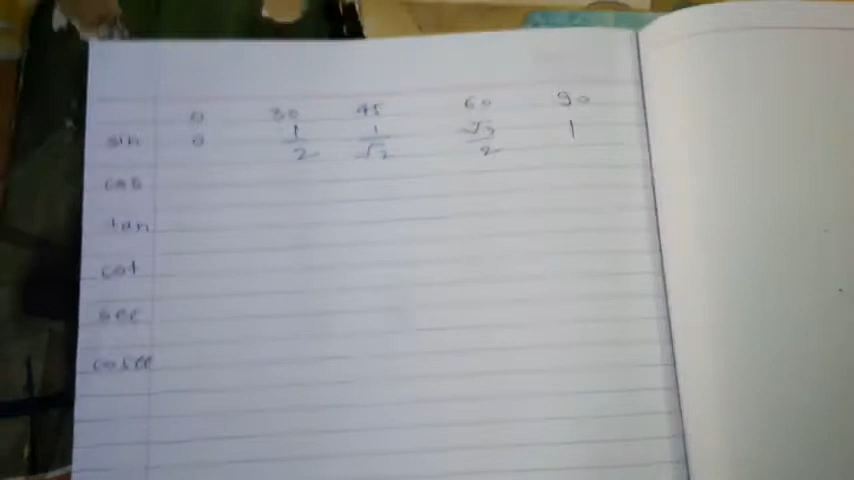 0 30 45 60 90
sin 0 1/2 1/√2 √3/2 1
cos
tan
cot
sec
cosec